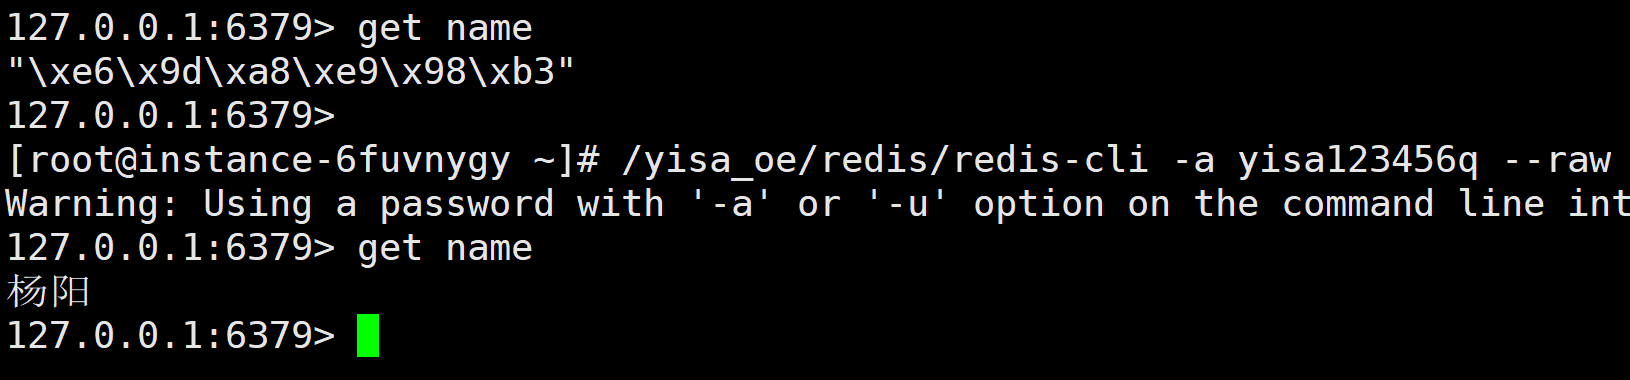 127.0.0.1:6379> get name
"\xe6\x9d\xa8\xe9\x98\xb3"
127.0.0.1:6379>
[root@instance-6fuvnygy ~]# /yisa_oe/redis/redis-cli -a yisa123456q --raw
Warning: Using a password with '-a' or '-u' option on the command line int
127.0.0.1:6379> get name
杨阳
127.0.0.1:6379>